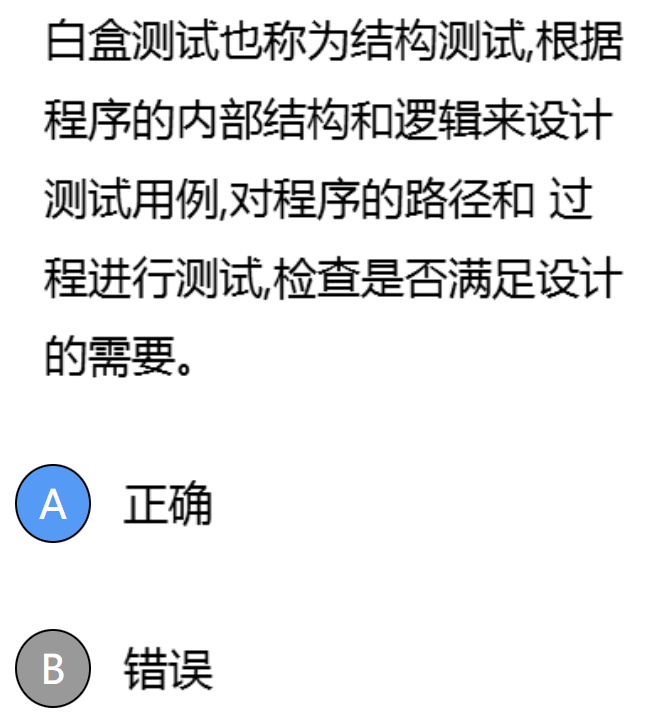 白盒测试也称为结构测试,根据
程序的内部结构和逻辑来设计
测试用例,对程序的路径和 过
程进行测试,检查是否满足设计
的需要。
A 正确
B 错误